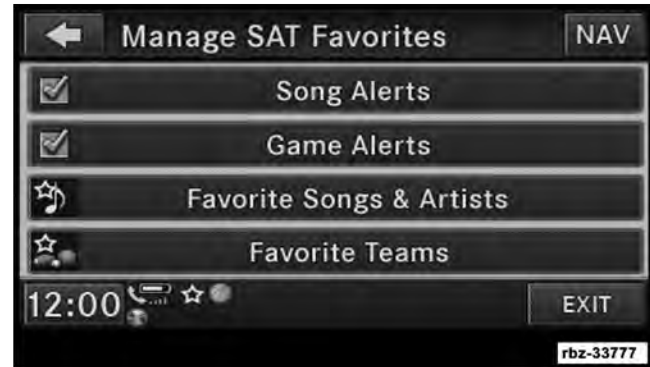 Manage SAT Favorites NAV
Song Alerts
Game Alerts
Favorite Songs & Artists
Favorite Teams
12:00 EXIT
rbz-33777